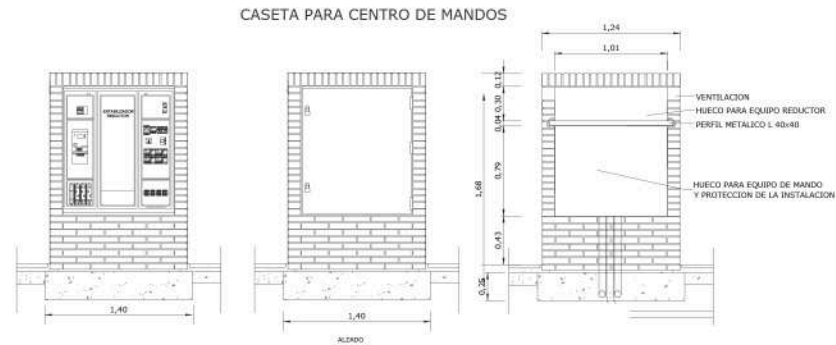 CASETA PARA CENTRO DE MANDOS
1,24
1,01
0,12
0,30
0,04
0,79
1,68
0,43
0,25
ESTABILIZADOR
REDUCTOR
VENTILACION
HUECO PARA EQUIPO REDUCTOR
PERFIL METALICO L 40x40
HUECO PARA EQUIPO DE MANDO
Y PROTECCION DE LA INSTALACION
1,40
1,40
ALZADO